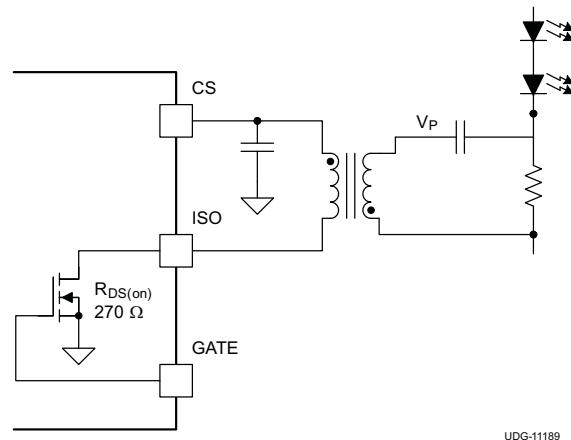 CS
V_P
ISO
R_DS(on)
270 Ω
GATE
UDG-11189